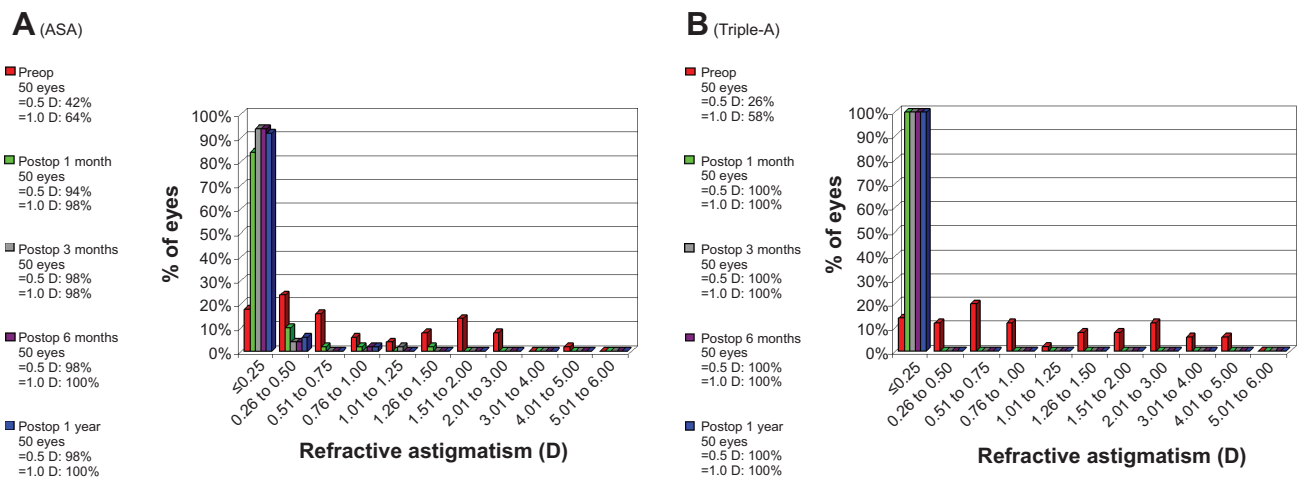 A (ASA)
Preop
50 eyes
=0.5 D: 42%
=1.0 D: 64%
Postop 1 month
50 eyes
=0.5 D: 94%
=1.0 D: 98%
Postop 3 months
50 eyes
=0.5 D: 98%
=1.0 D: 98%
Postop 6 months
50 eyes
=0.5 D: 98%
=1.0 D: 100%
Postop 1 year
50 eyes
=0.5 D: 98%
=1.0 D: 100%
% of eyes
100%
90%
80%
70%
60%
50%
40%
30%
20%
10%
0%
≤0.25
0.26 to 0.50
0.51 to 0.75
0.76 to 1.00
1.01 to 1.25
1.26 to 1.50
1.51 to 2.00
2.01 to 3.00
3.01 to 4.00
4.01 to 5.00
5.01 to 6.00
Refractive astigmatism (D)
B (Triple-A)
Preop
50 eyes
=0.5 D: 26%
=1.0 D: 58%
Postop 1 month
50 eyes
=0.5 D: 100%
=1.0 D: 100%
Postop 3 months
50 eyes
=0.5 D: 100%
=1.0 D: 100%
Postop 6 months
50 eyes
=0.5 D: 100%
=1.0 D: 100%
Postop 1 year
50 eyes
=0.5 D: 100%
=1.0 D: 100%
% of eyes
100%
90%
80%
70%
60%
50%
40%
30%
20%
10%
0%
≤0.25
0.26 to 0.50
0.51 to 0.75
0.76 to 1.00
1.01 to 1.25
1.26 to 1.50
1.51 to 2.00
2.01 to 3.00
3.01 to 4.00
4.01 to 5.00
5.01 to 6.00
Refractive astigmatism (D)